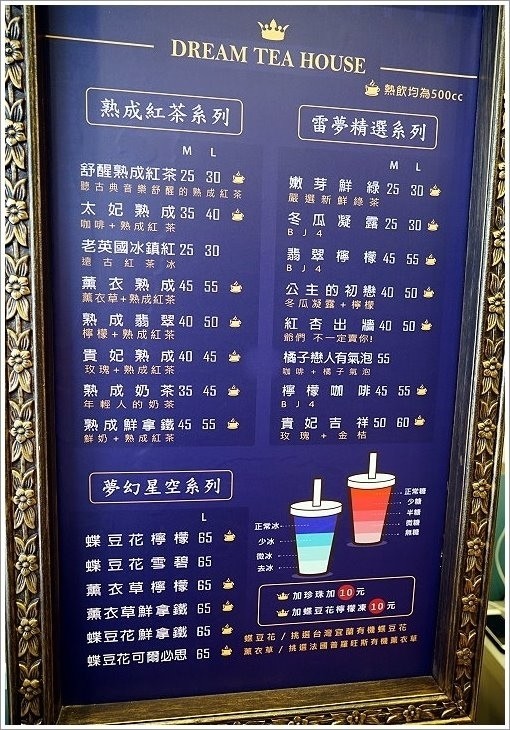 DREAM TEA HOUSE
熱飲均為500cc
熟成紅茶系列
M L
舒醒熟成紅茶 25 30
聽古典音樂舒醒的熟成紅茶
太妃熟成 35 40
咖啡+熟成紅茶
老英國冰鎮紅 25 30
遠古紅茶冰
薰衣熟成 45 55
薰衣草+熟成紅茶
熟成翡翠 40 50
檸檬+熟成紅茶
貴妃熟成 40 45
玫瑰+熟成紅茶
熟成奶茶 35 45
年輕人的奶茶
熟成鮮拿鐵 45 55
鮮奶+熟成紅茶
雷夢精選系列
M L
嫩芽鮮綠 25 30
嚴選新鮮綠茶
冬瓜凝露 25 30
BJ4
翡翠檸檬 45 55
BJ4
公主的初戀 40 50
冬瓜凝露+檸檬
紅杏出牆 40 50
爺們 不一定賣你!
橘子戀人有氣泡 55
咖啡+橘子氣泡
檸檬咖啡 45 55
BJ4
貴妃吉祥 50 60
玫瑰+金桔
夢幻星空系列
L
蝶豆花檸檬 65
蝶豆花雪碧 65
薰衣草檸檬 65
薰衣草鮮拿鐵 65
蝶豆花鮮拿鐵 65
蝶豆花可爾必思 65
正常冰
少冰
微冰
去冰
正常糖
少糖
半糖
微糖
無糖
加珍珠加10元
加蝶豆花檸檬凍10元
蝶豆花 / 挑選台灣宜蘭有機蝶豆花
薰衣草 / 挑選法國普羅旺斯有機薰衣草